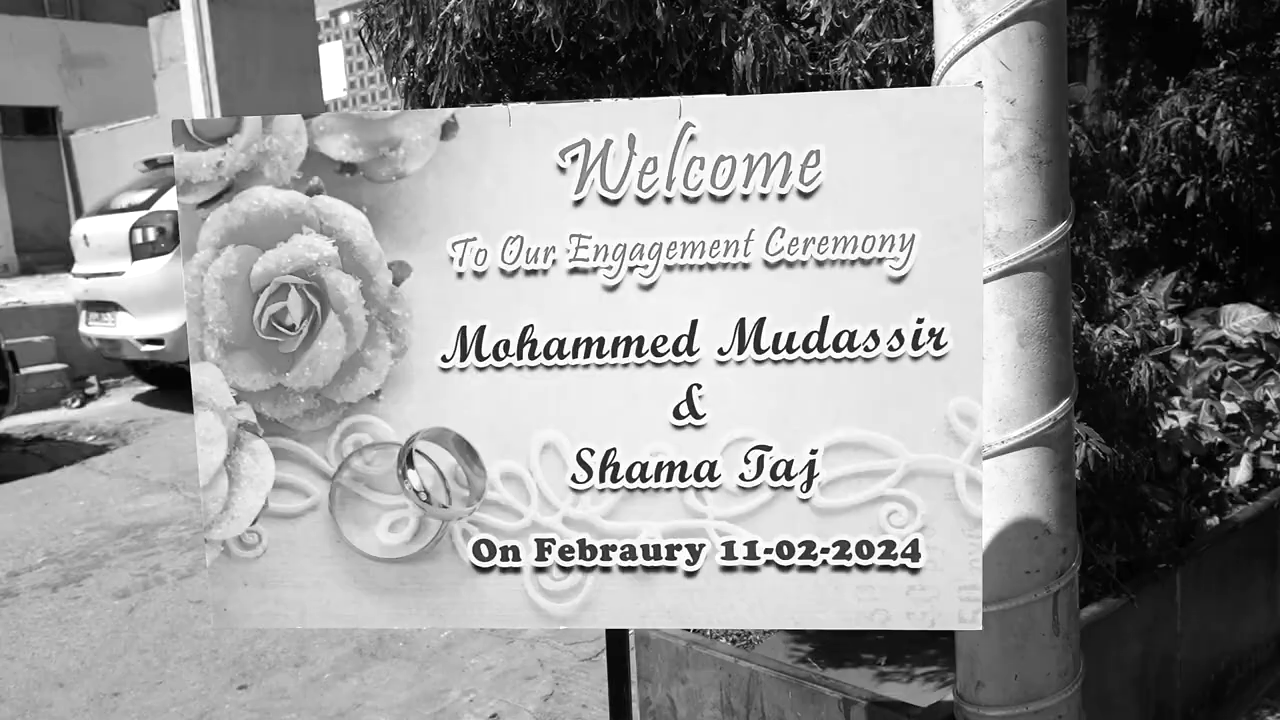 Welcome
To Our Engagement Ceremony
Mohammed Mudassir
&
Shama Taj
On Febraury 11-02-2024